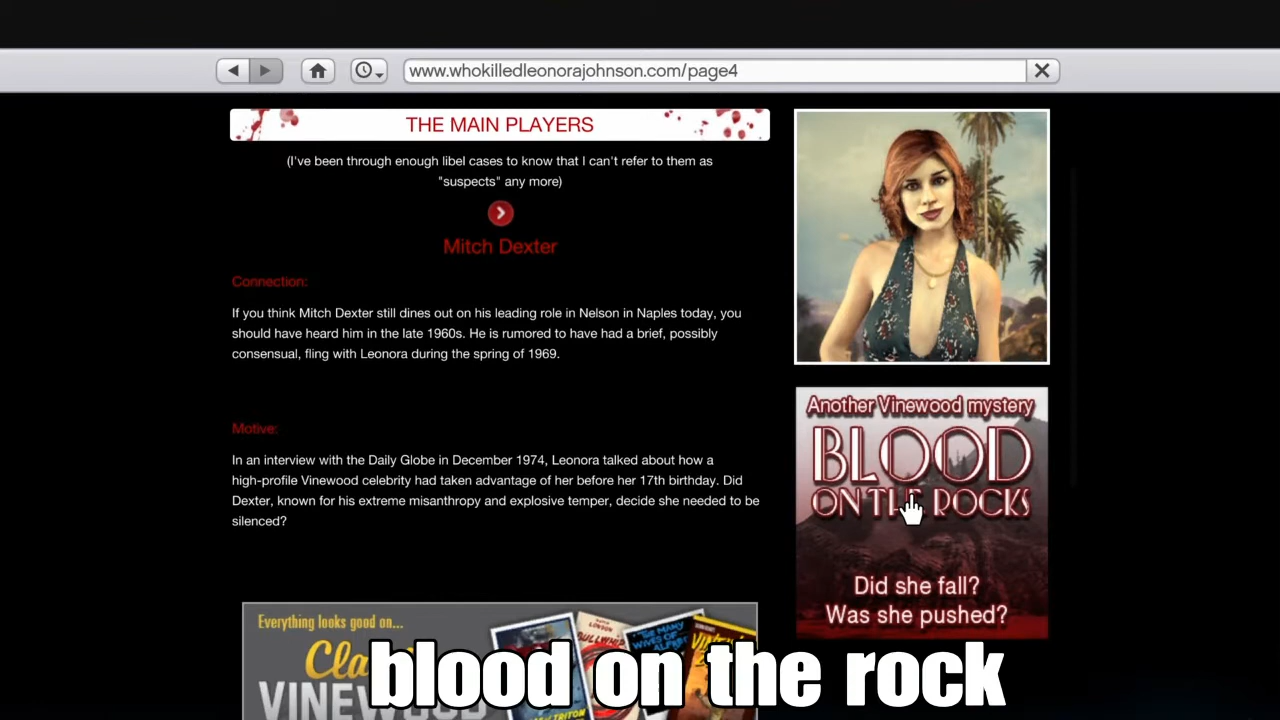 www.whokilledleonorajohnson.com/page4
THE MAIN PLAYERS
(I've been through enough libel cases to know that I can't refer to them as
"suspects" any more)
Mitch Dexter
Connection:
If you think Mitch Dexter still dines out on his leading role in Nelson in Naples today, you
should have heard him in the late 1960s. He is rumored to have had a brief, possibly
consensual, fling with Leonora during the spring of 1969.
Motive:
In an interview with the Daily Globe in December 1974, Leonora talked about how a
high-profile Vinewood celebrity had taken advantage of her before her 17th birthday. Did
Dexter, known for his extreme misanthropy and explosive temper, decide she needed to be
silenced?
Another Vinewood mystery
BLOOD
ON THE ROCKS
Did she fall?
Was she pushed?
Everything looks good on...
blood on the rock